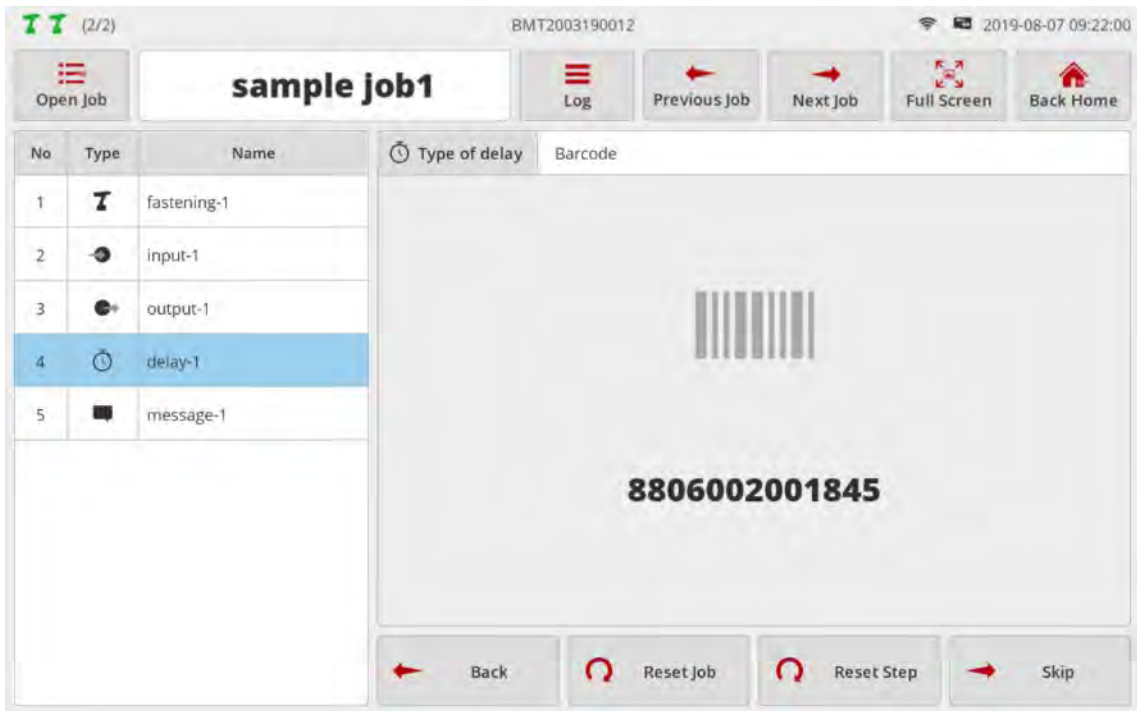 (2/2) BMT2003190012 2019-08-07 09:22:00
Open Job sample job1 Log Previous Job Next Job Full Screen Back Home
No Type Name
1 fastening-1
2 input-1
3 output-1
4 delay-1
5 message-1
Type of delay Barcode
8806002001845
Back Reset Job Reset Step Skip